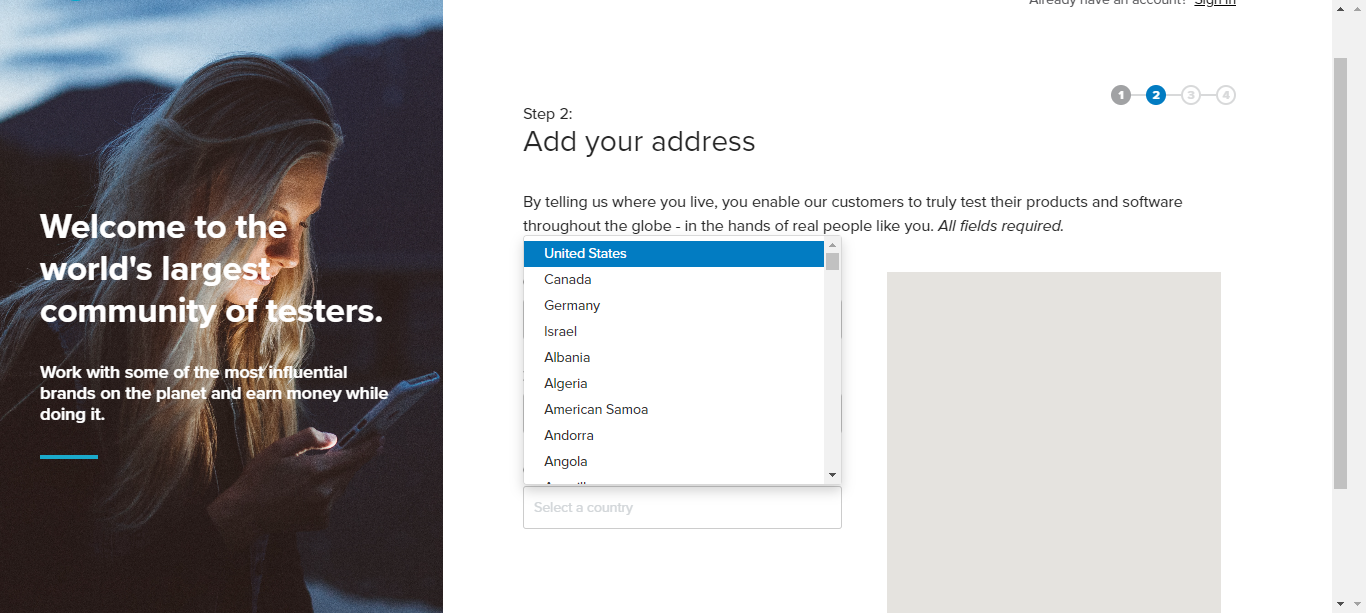 Already have an account? Sign in
1 2 3 4
Step 2:
Add your address
By telling us where you live, you enable our customers to truly test their products and software
throughout the globe - in the hands of real people like you. All fields required.
United States
Canada
Germany
Israel
Albania
Algeria
American Samoa
Andorra
Angola
Select a country
Welcome to the
world's largest
community of testers.
Work with some of the most influential
brands on the planet and earn money while
doing it.